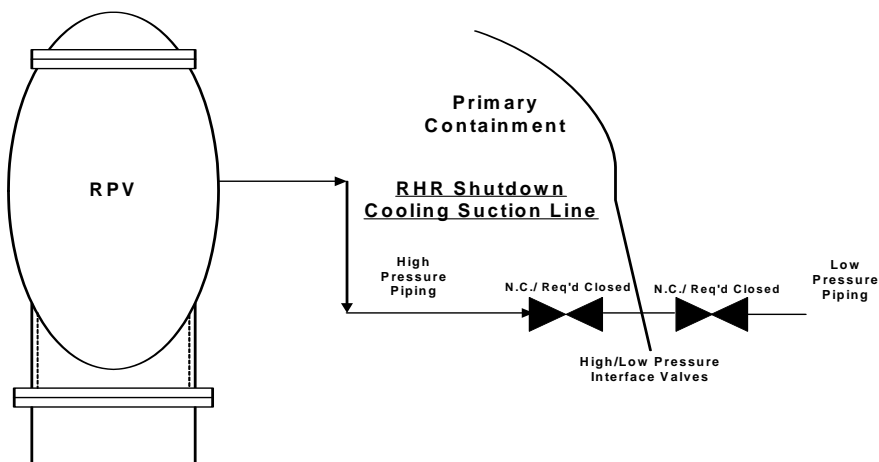 Primary
Containment
RPV
RHR Shutdown
Cooling Suction Line
High
Pressure
Piping
N.C./ Req'd Closed
N.C./ Req'd Closed
Low
Pressure
Piping
High/Low Pressure
Interface Valves